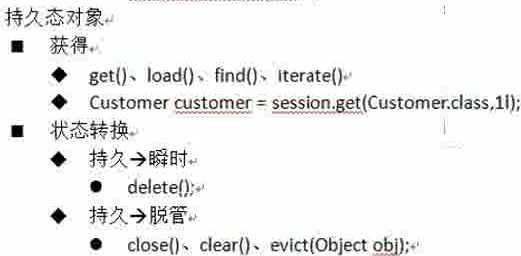 持久态对象
■ 获得
◆ get()、load()、find()、iterate()
◆ Customer customer = session.get(Customer.class,1l);
■ 状态转换
◆ 持久→瞬时
● delete();
◆ 持久→脱管
● close()、clear()、evict(Object obj);